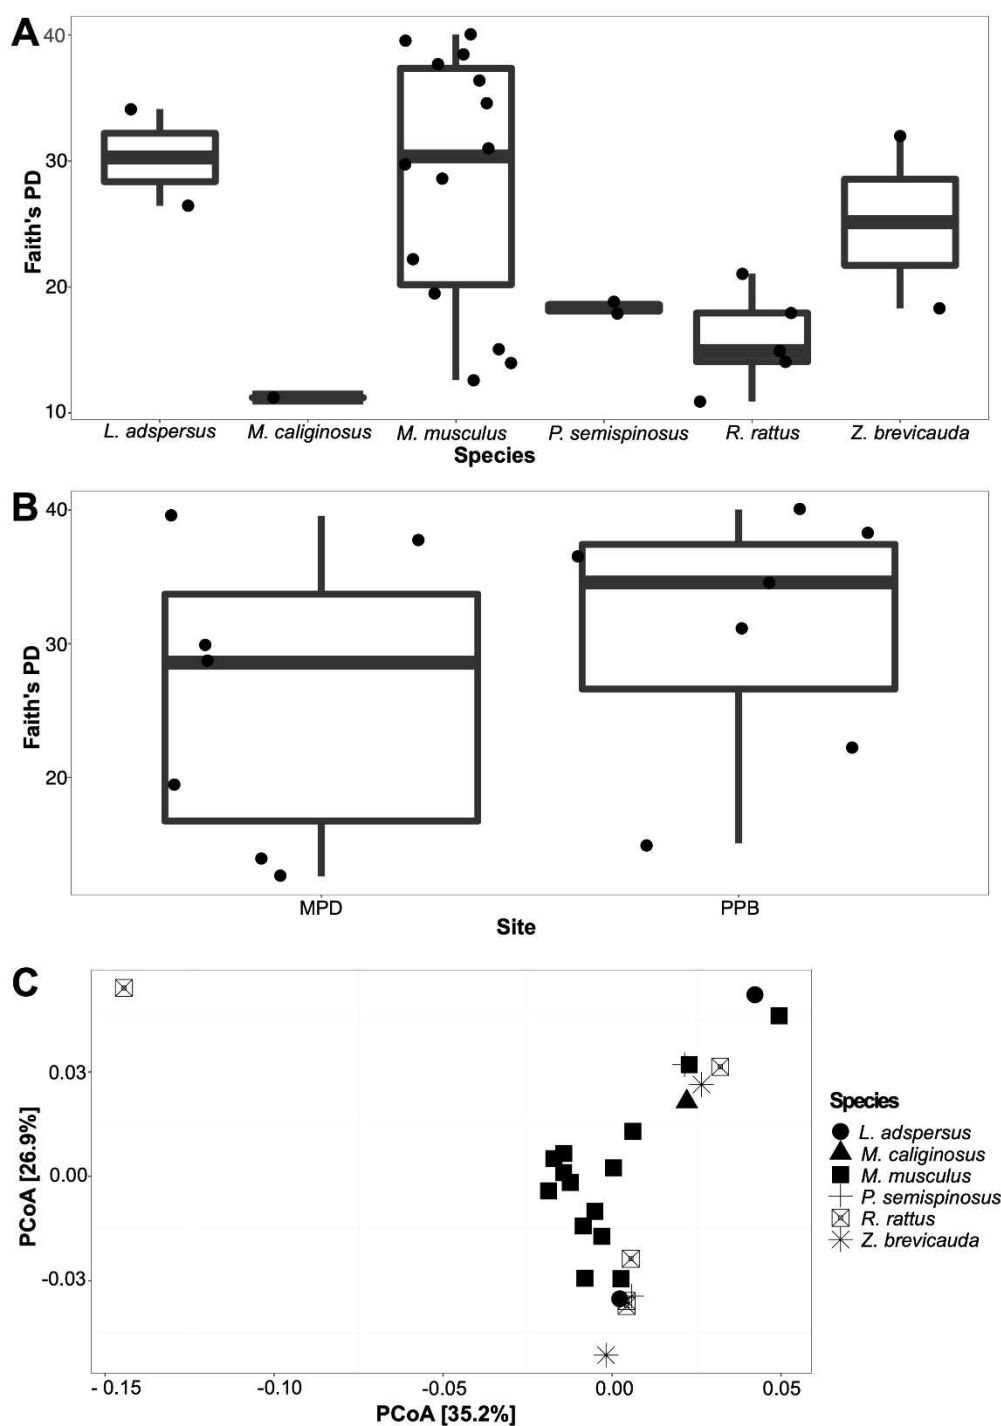 A
40
30
20
10
Faith's PD
L. adspersus M. caliginosus M. musculus P. semispinosus R. rattus Z. brevicauda
Species
B
40
30
20
Faith's PD
MPD PPB
Site
C
0.03
0.00
-0.03
PCoA [26.9%]
- 0.15 -0.10 -0.05 0.00 0.05
PCoA [35.2%]
Species
L. adspersus
M. caliginosus
M. musculus
P. semispinosus
R. rattus
Z. brevicauda